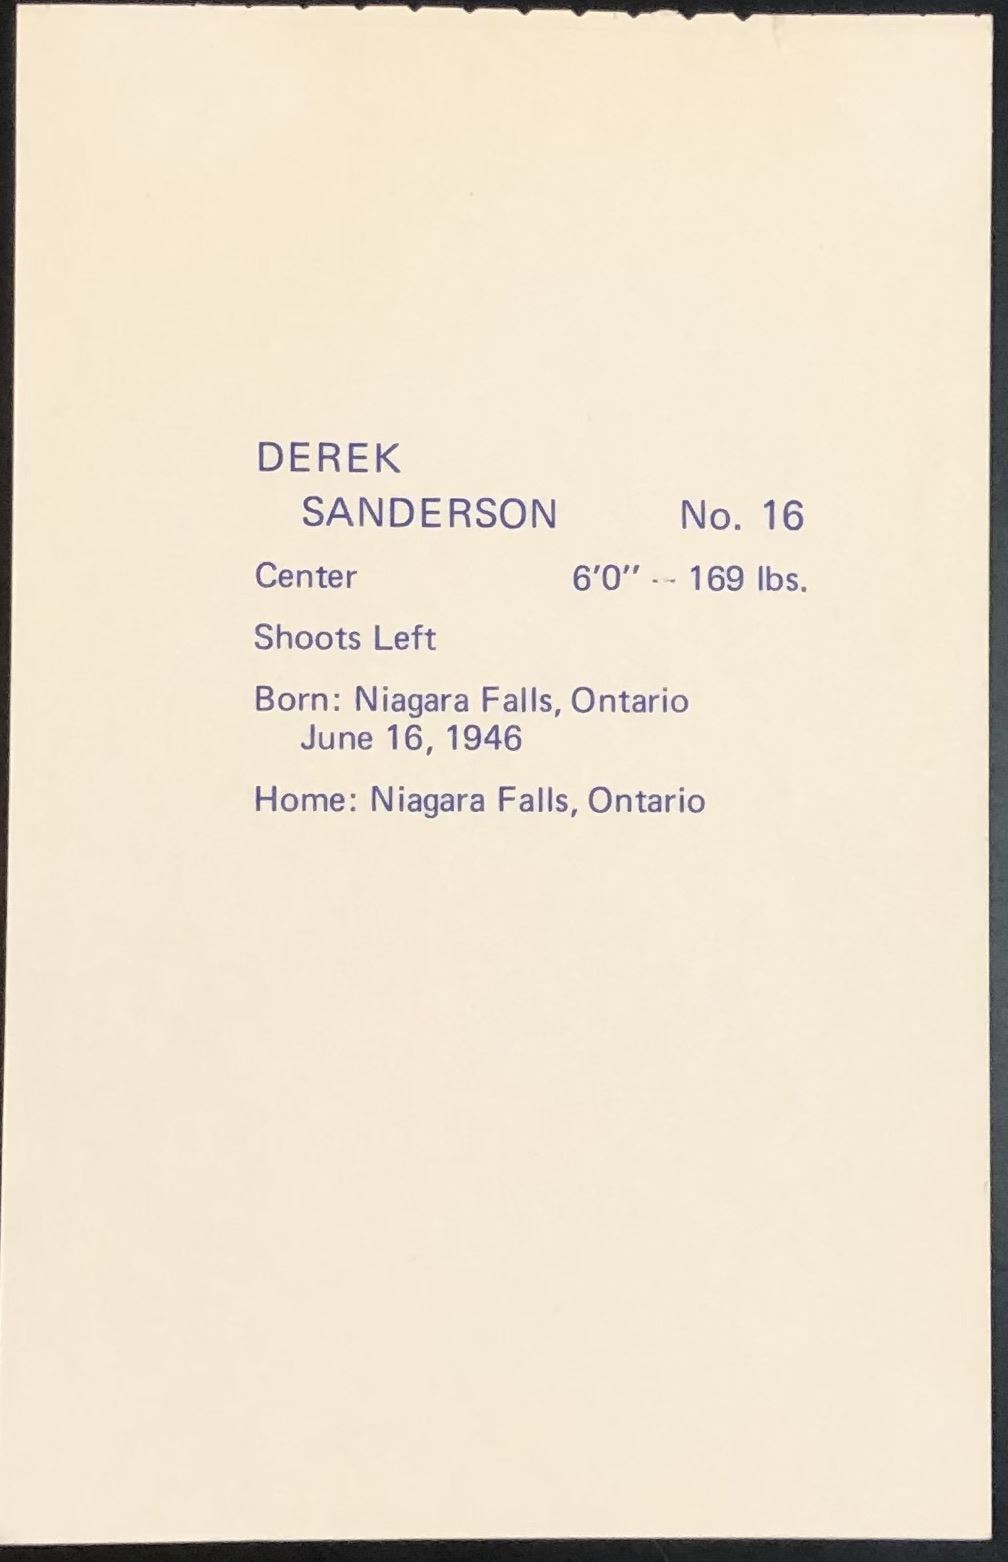 DEREK
SANDERSON No. 16
Center 6'0" -- 169 lbs.
Shoots Left
Born: Niagara Falls, Ontario
June 16, 1946
Home: Niagara Falls, Ontario